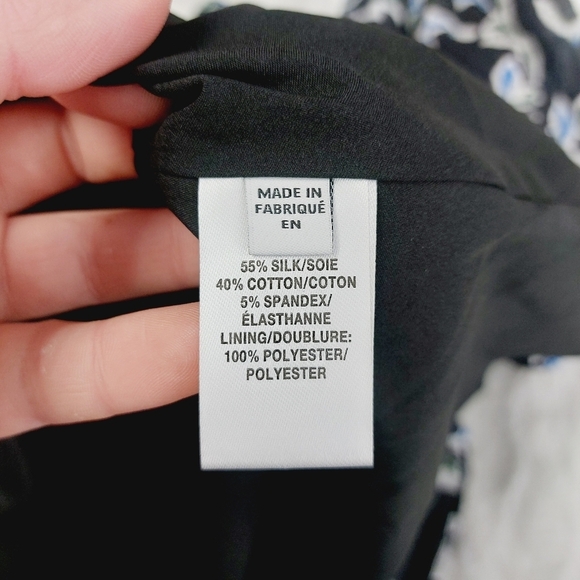 MADE IN
FABRIQUÉ
EN
55% SILK/SOIE
40% COTTON/COTON
5% SPANDEX/
ÉLASTHANNE
LINING/DOUBLURE:
100% POLYESTER/
POLYESTER